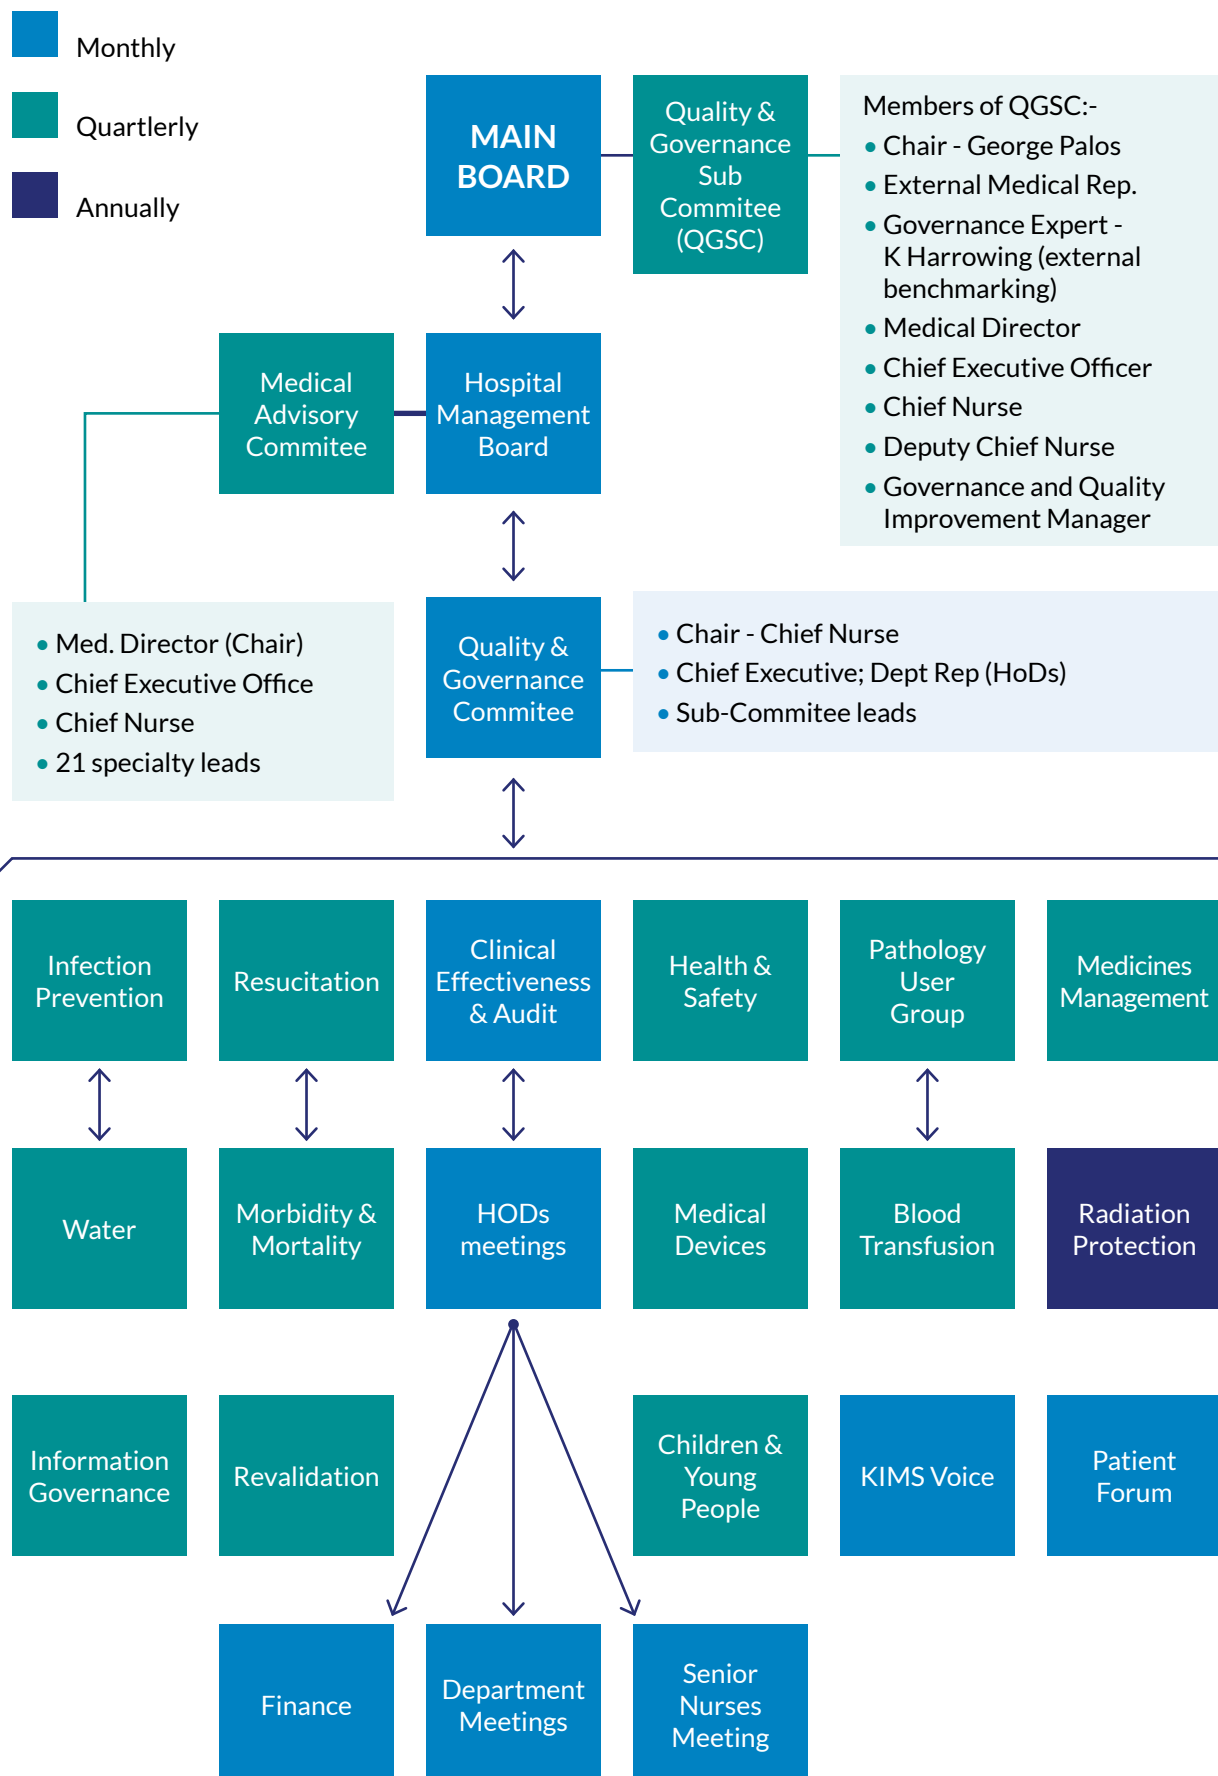 Monthly
Quartlerly
Annually
MAIN
BOARD
Quality &
Governance
Sub
Commitee
(QGSC)
Members of QGSC:-
• Chair - George Palos
• External Medical Rep.
• Governance Expert -
K Harrowing (external
benchmarking)
• Medical Director
• Chief Executive Officer
• Chief Nurse
• Deputy Chief Nurse
• Governance and Quality
Improvement Manager
Medical
Advisory
Commitee
Hospital
Management
Board
• Med. Director (Chair)
• Chief Executive Office
• Chief Nurse
• 21 specialty leads
Quality &
Governance
Commitee
• Chair - Chief Nurse
• Chief Executive; Dept Rep (HoDs)
• Sub-Commitee leads
Infection
Prevention
Resucitation
Clinical
Effectiveness
& Audit
Health &
Safety
Pathology
User
Group
Medicines
Management
Water
Morbidity &
Mortality
HODs
meetings
Medical
Devices
Blood
Transfusion
Radiation
Protection
Information
Governance
Revalidation
Children &
Young
People
KIMS Voice
Patient
Forum
Finance
Department
Meetings
Senior
Nurses
Meeting